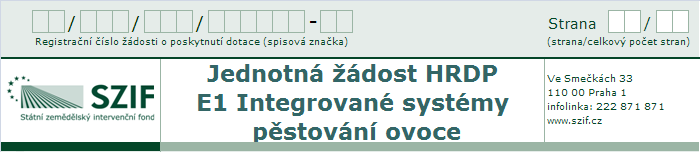 / / / -
Registrační číslo žádosti o poskytnutí dotace (spisová značka)
Strana /
(strana/celkový počet stran)
SZIF
Státní zemědělský intervenční fond
Jednotná žádost HRDP
E1 Integrované systémy
pěstování ovoce
Ve Smečkách 33
110 00 Praha 1
infolinka: 222 871 871
www.szif.cz